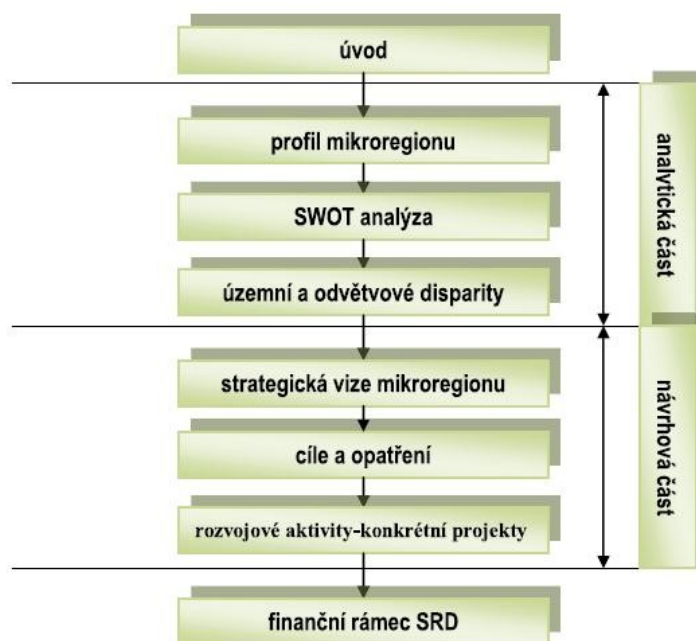 úvod
profil mikroregionu
SWOT analýza
územní a odvětvové disparity
analytická část
strategická vize mikroregionu
cíle a opatření
rozvojové aktivity-konkrétní projekty
návrhová část
finanční rámec SRD